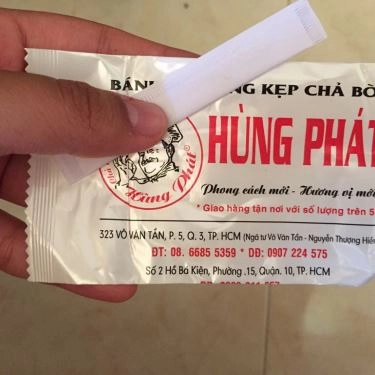 BÁNH NG KẸP CHẢ BÒ
HÙNG PHÁT
Hùng Phát®
Phong cách mới - Hương vị mới
* Giao hàng tận nơi với số lượng trên 5
323 VÕ VĂN TẦN, P. 5, Q. 3, TP. HCM (Ngã tư Võ Văn Tần - Nguyễn Thượng Hiền
ĐT: 08. 6685 5359 * DĐ: 0907 224 575
Số 2 Hồ Bá Kiện, Phường .15, Quận. 10, TP. HCM